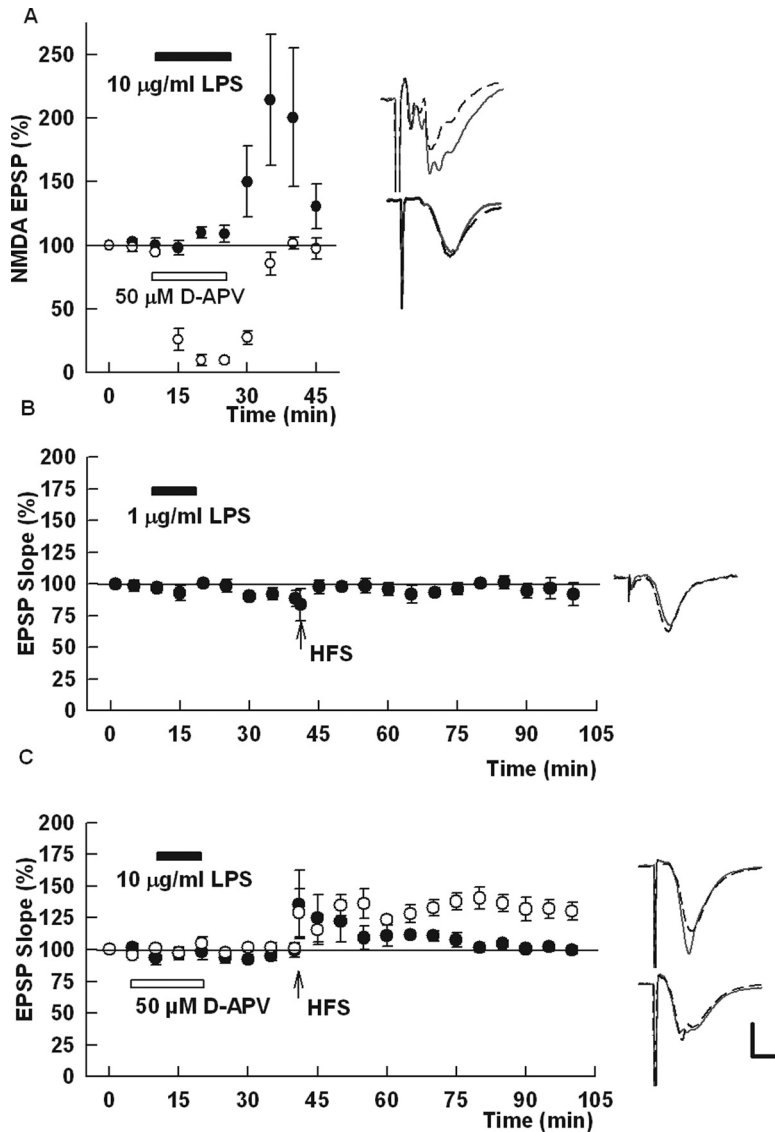 A
NMDA EPSP (%)
250
200
150
100
50
0
10 µg/ml LPS
50 µM D-APV
0 15 30 45
Time (min)
B
EPSP Slope (%)
200
175
150
125
100
75
50
25
0
1 µg/ml LPS
HFS
0 15 30 45 60 75 90 105
Time (min)
C
EPSP Slope (%)
200
175
150
125
100
75
50
25
0
10 µg/ml LPS
50 µM D-APV
HFS
0 15 30 45 60 75 90 105
Time (min)